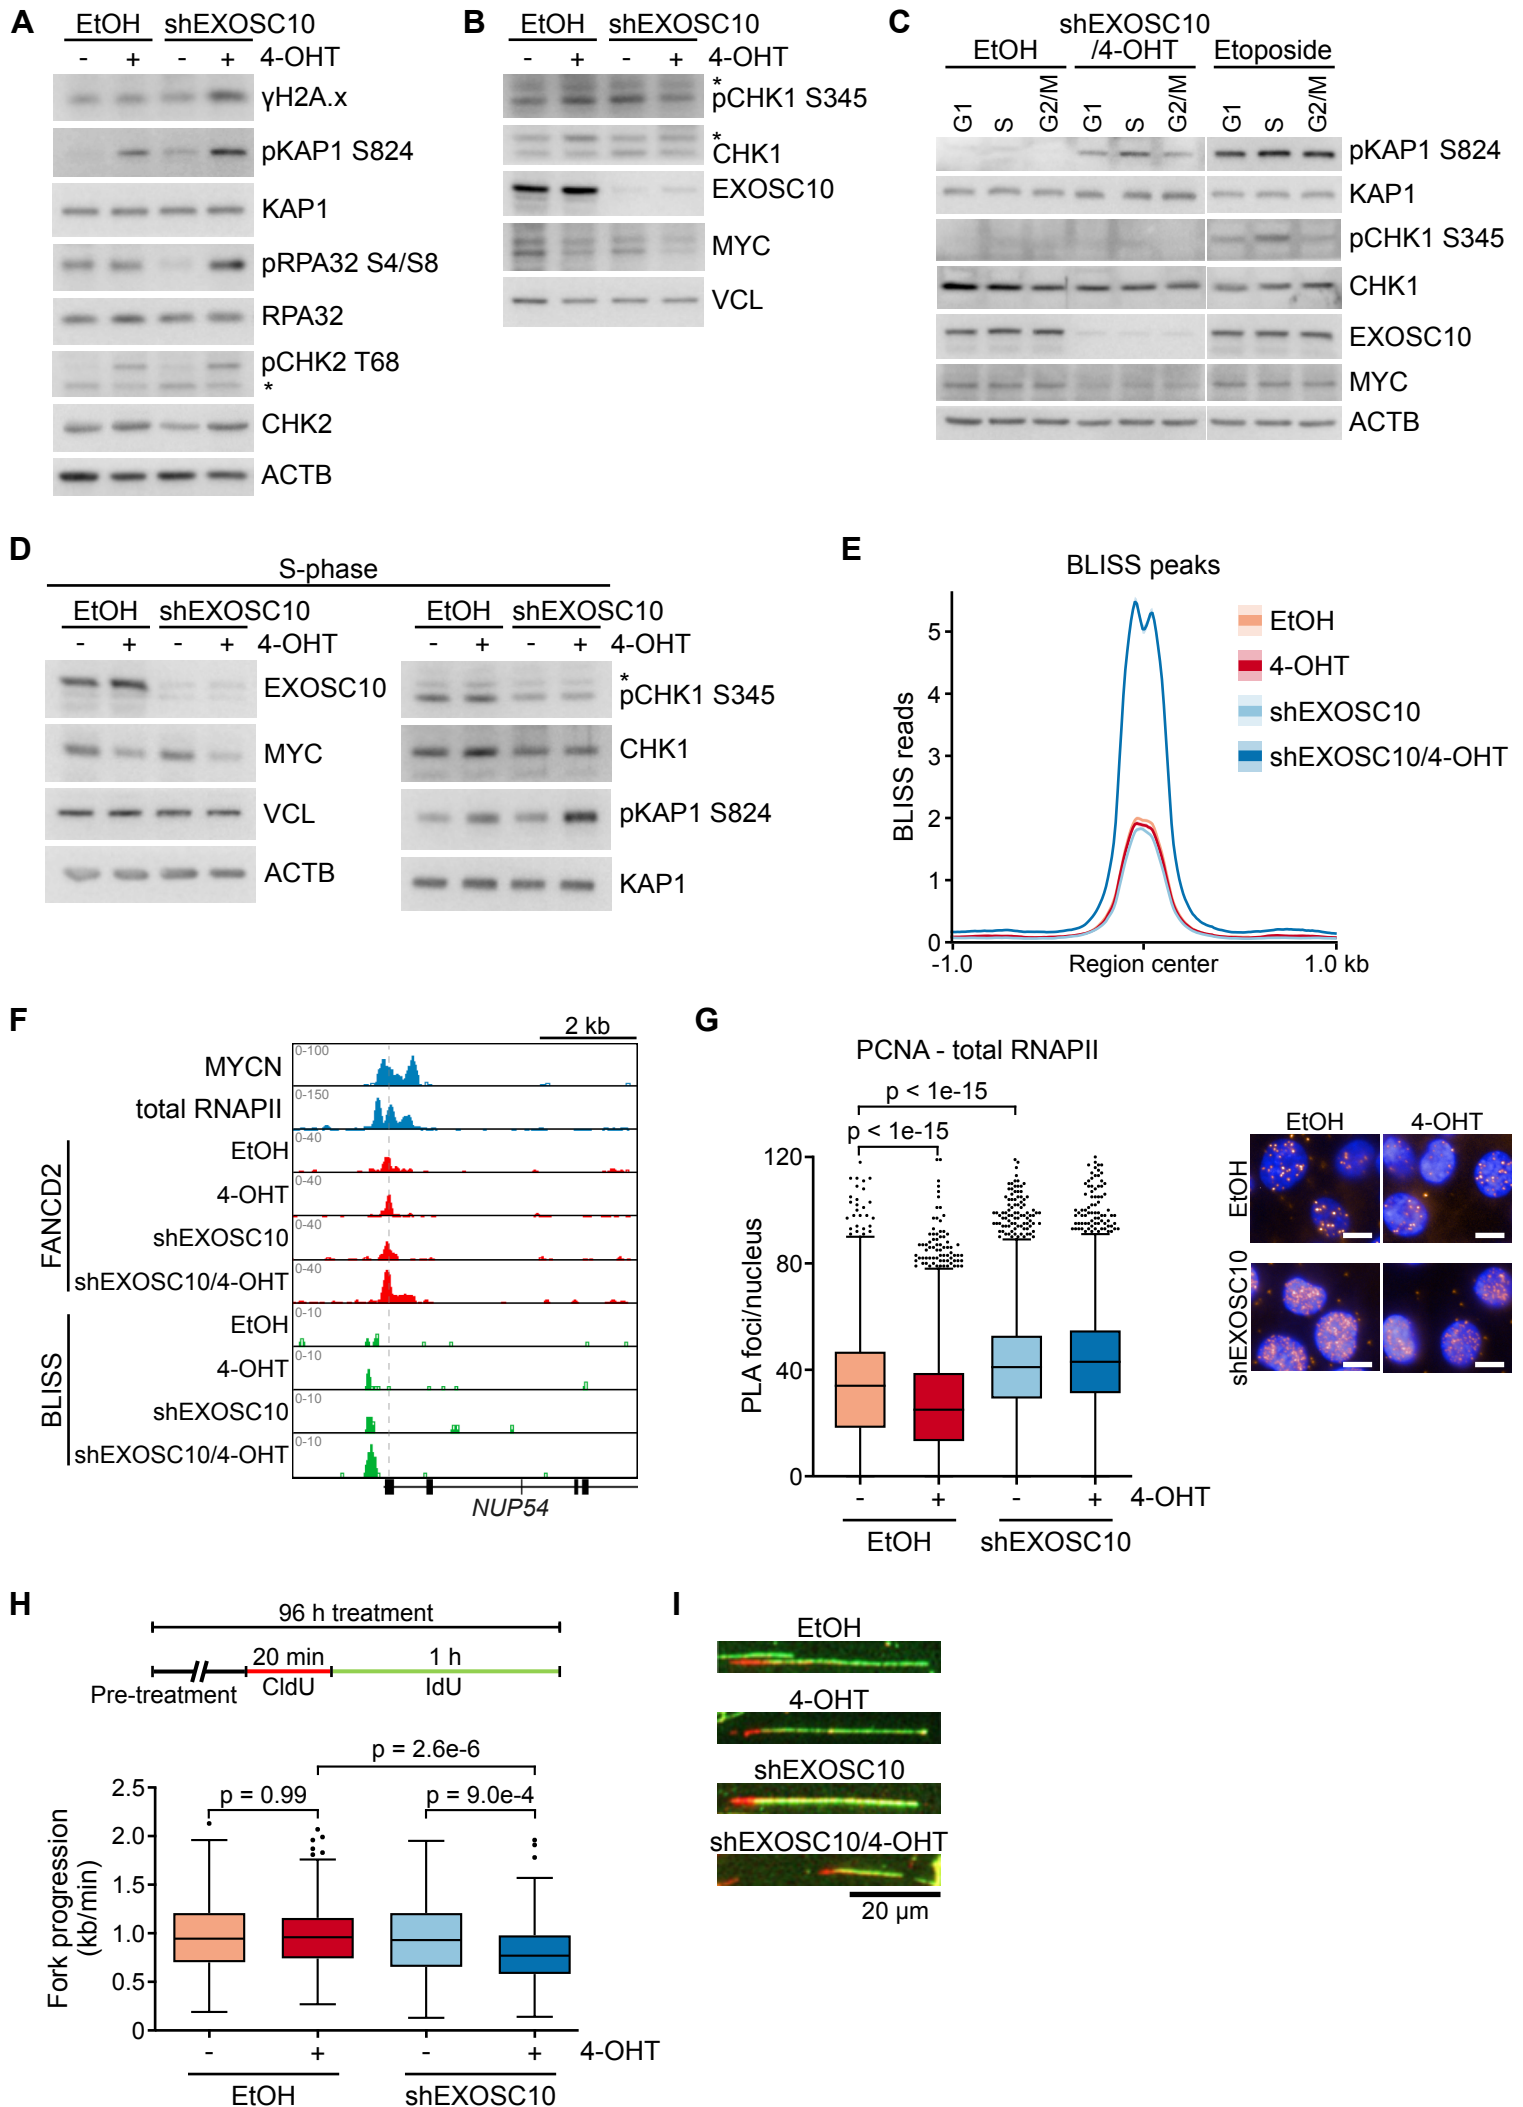 A
EtOH shEXOSC10
- + - + 4-OHT
γH2A.x
pKAP1 S824
KAP1
pRPA32 S4/S8
RPA32
pCHK2 T68
*
CHK2
ACTB
B
EtOH shEXOSC10
- + - + 4-OHT
*
pCHK1 S345
*
CHK1
EXOSC10
MYC
VCL
C
shEXOSC10
EtOH /4-OHT Etoposide
G1 S G2/M G1 S G2/M G1 S G2/M
pKAP1 S824
KAP1
pCHK1 S345
CHK1
EXOSC10
MYC
ACTB
D
S-phase
EtOH shEXOSC10
- + - + 4-OHT
EXOSC10
MYC
VCL
ACTB
EtOH shEXOSC10
- + - + 4-OHT
*
pCHK1 S345
CHK1
pKAP1 S824
KAP1
E
BLISS peaks
EtOH
4-OHT
shEXOSC10
shEXOSC10/4-OHT
BLISS reads
5
4
3
2
1
0
-1.0 Region center 1.0 kb
F
2 kb
MYCN 0-100
total RNAPII 0-150
FANCD2
EtOH 0-40
4-OHT 0-40
shEXOSC10 0-40
shEXOSC10/4-OHT 0-40
BLISS
EtOH 0-10
4-OHT 0-10
shEXOSC10 0-10
shEXOSC10/4-OHT 0-10
NUP54
G
PCNA - total RNAPII
p < 1e-15
p < 1e-15
PLA foci/nucleus
120
80
40
0
- + - + 4-OHT
EtOH shEXOSC10
EtOH 4-OHT
EtOH
shEXOSC10
H
96 h treatment
20 min 1 h
Pre-treatment CldU IdU
p = 2.6e-6
p = 0.99 p = 9.0e-4
Fork progression
(kb/min)
2.5
2.0
1.5
1.0
0.5
0
- + - + 4-OHT
EtOH shEXOSC10
I
EtOH
4-OHT
shEXOSC10
shEXOSC10/4-OHT
20 µm